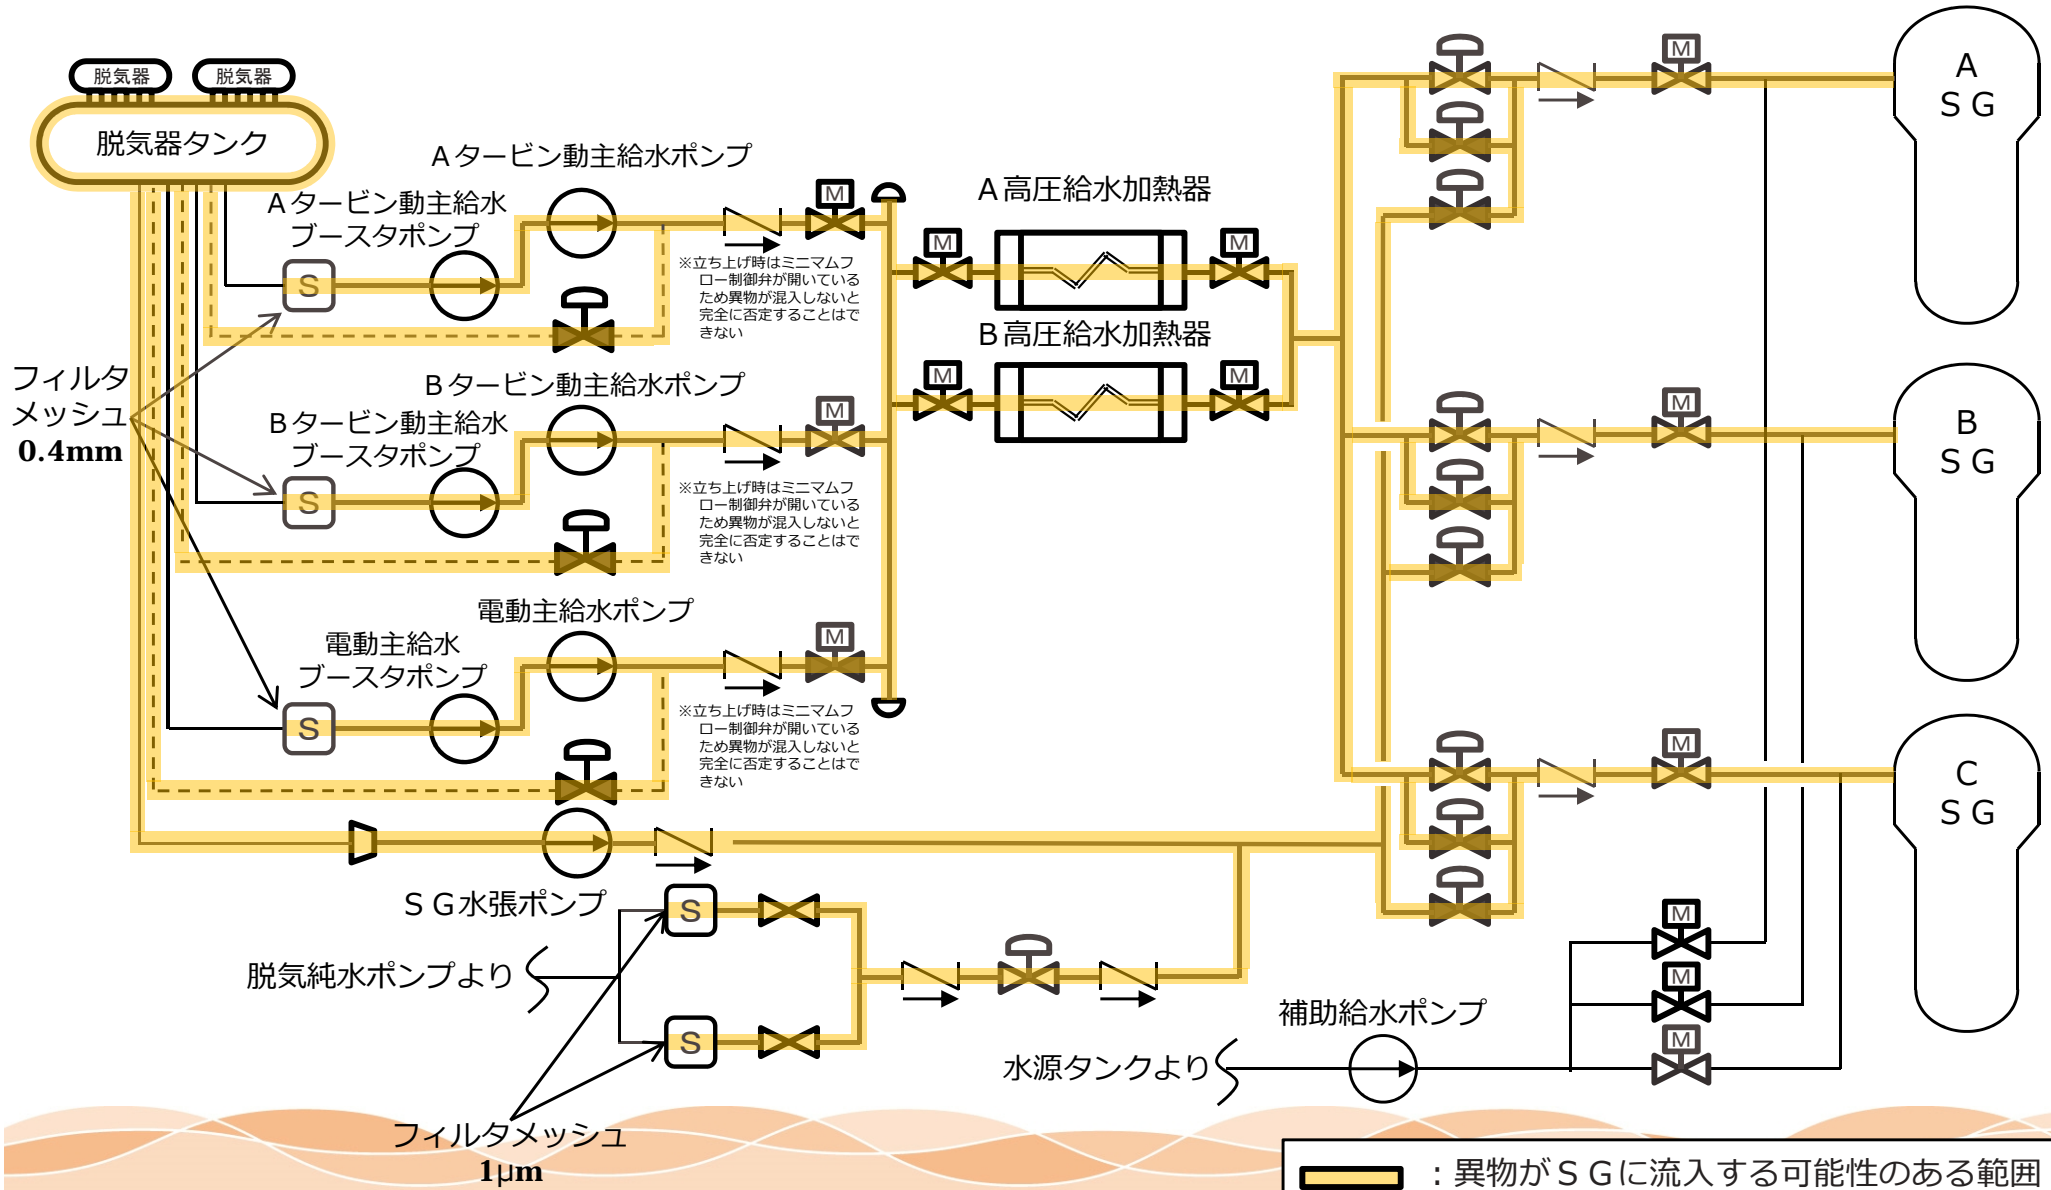 脱気器
脱気器
脱気器タンク
Aタービン動主給水ポンプ
Aタービン動主給水
ブースタポンプ
S
M
※立ち上げ時はミニマムフ
ロー制御弁が開いている
ため異物が混入しないと
完全に否定することはで
きない
A高圧給水加熱器
M
M
B高圧給水加熱器
M
M
フィルタ
メッシュ
0.4mm
Bタービン動主給水ポンプ
Bタービン動主給水
ブースタポンプ
S
M
※立ち上げ時はミニマムフ
ロー制御弁が開いている
ため異物が混入しないと
完全に否定することはで
きない
電動主給水ポンプ
電動主給水
ブースタポンプ
S
M
※立ち上げ時はミニマムフ
ロー制御弁が開いている
ため異物が混入しないと
完全に否定することはで
きない
SG水張ポンプ
S
脱気純水ポンプより
S
フィルタメッシュ
1μm
M
A
SG
M
B
SG
M
C
SG
M
M
M
補助給水ポンプ
水源タンクより
：異物がSGに流入する可能性のある範囲